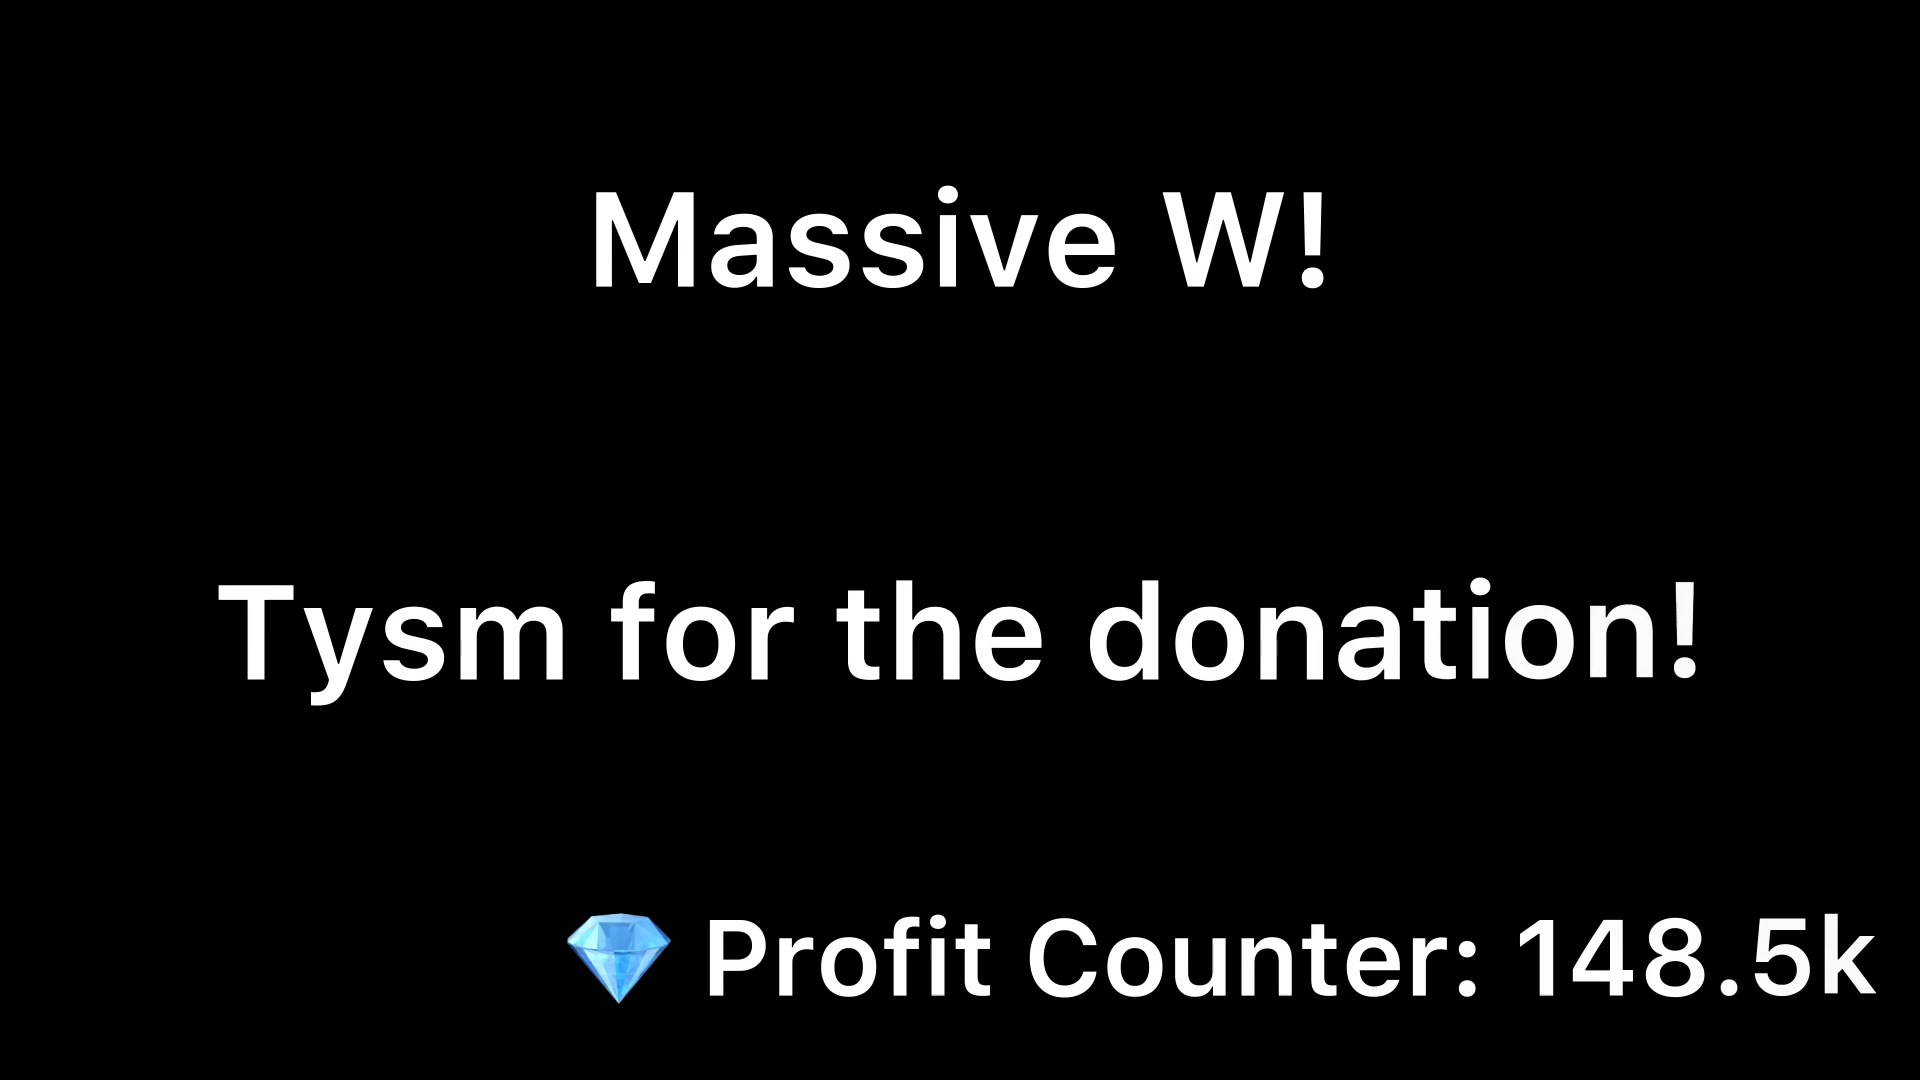 Massive W!
Tysm for the donation!
💎 Profit Counter: 148.5k